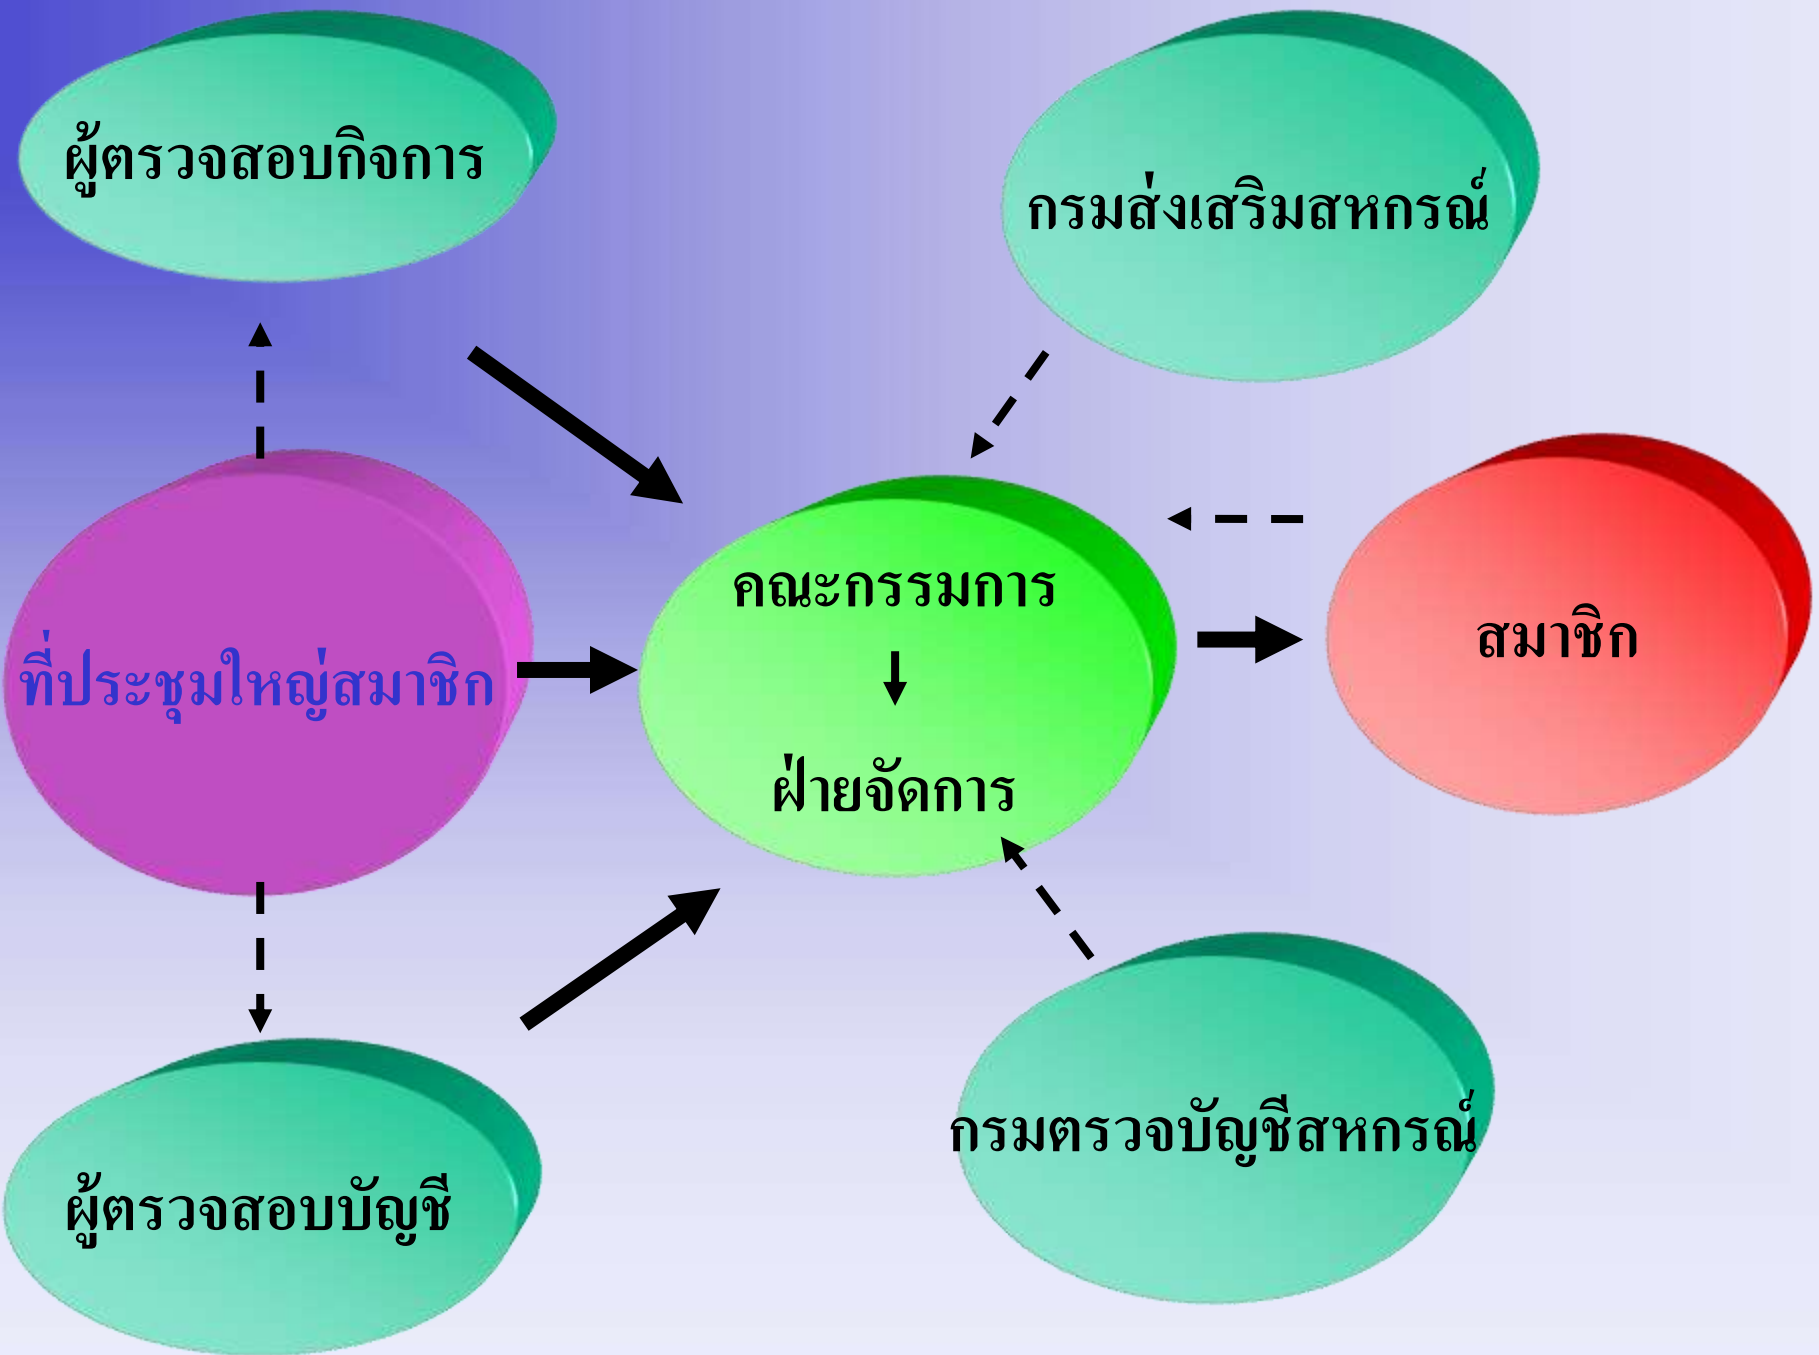 ผู้ตรวจสอบกิจการ
กรมส่งเสริมสหกรณ์
ที่ประชุมใหญ่สมาชิก
คณะกรรมการ
ฝ่ายจัดการ
สมาชิก
ผู้ตรวจสอบบัญชี
กรมตรวจบัญชีสหกรณ์